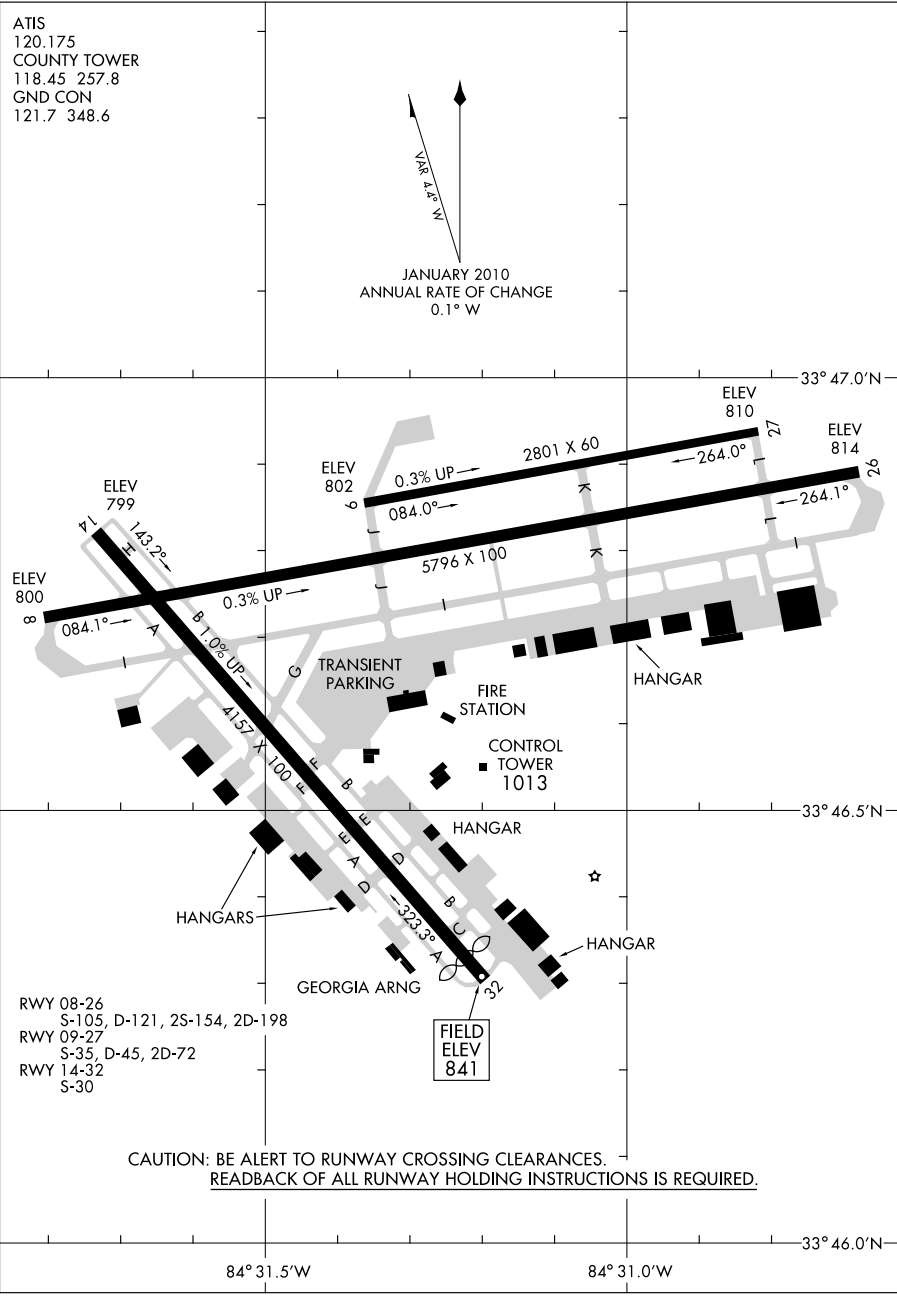 ATIS
120.175
COUNTY TOWER
118.45 257.8
GND CON
121.7 348.6
VAR 4.4° W
JANUARY 2010
ANNUAL RATE OF CHANGE
0.1° W
33° 47.0'N
ELEV
810
27
ELEV
814
26
2801 X 60
264.0°
L
ELEV
802
9
0.3% UP
084.0°
K
264.1°
ELEV
799
14
143.2°
H
J
K
L
5796 X 100
I
ELEV
800
8
084.1°
0.3% UP
J
I
A
B
1.0% UP
I
G
TRANSIENT
PARKING
HANGAR
FIRE
STATION
4157 X 100
CONTROL
TOWER
1013
F
F
B
33° 46.5'N
E
E
HANGAR
A
D
D
HANGARS
B
323.3°
C
A
HANGAR
GEORGIA ARNG
32
RWY 08-26
S-105, D-121, 2S-154, 2D-198
RWY 09-27
S-35, D-45, 2D-72
RWY 14-32
S-30
FIELD
ELEV
841
CAUTION: BE ALERT TO RUNWAY CROSSING CLEARANCES.
READBACK OF ALL RUNWAY HOLDING INSTRUCTIONS IS REQUIRED.
33° 46.0'N
84° 31.5'W
84° 31.0'W